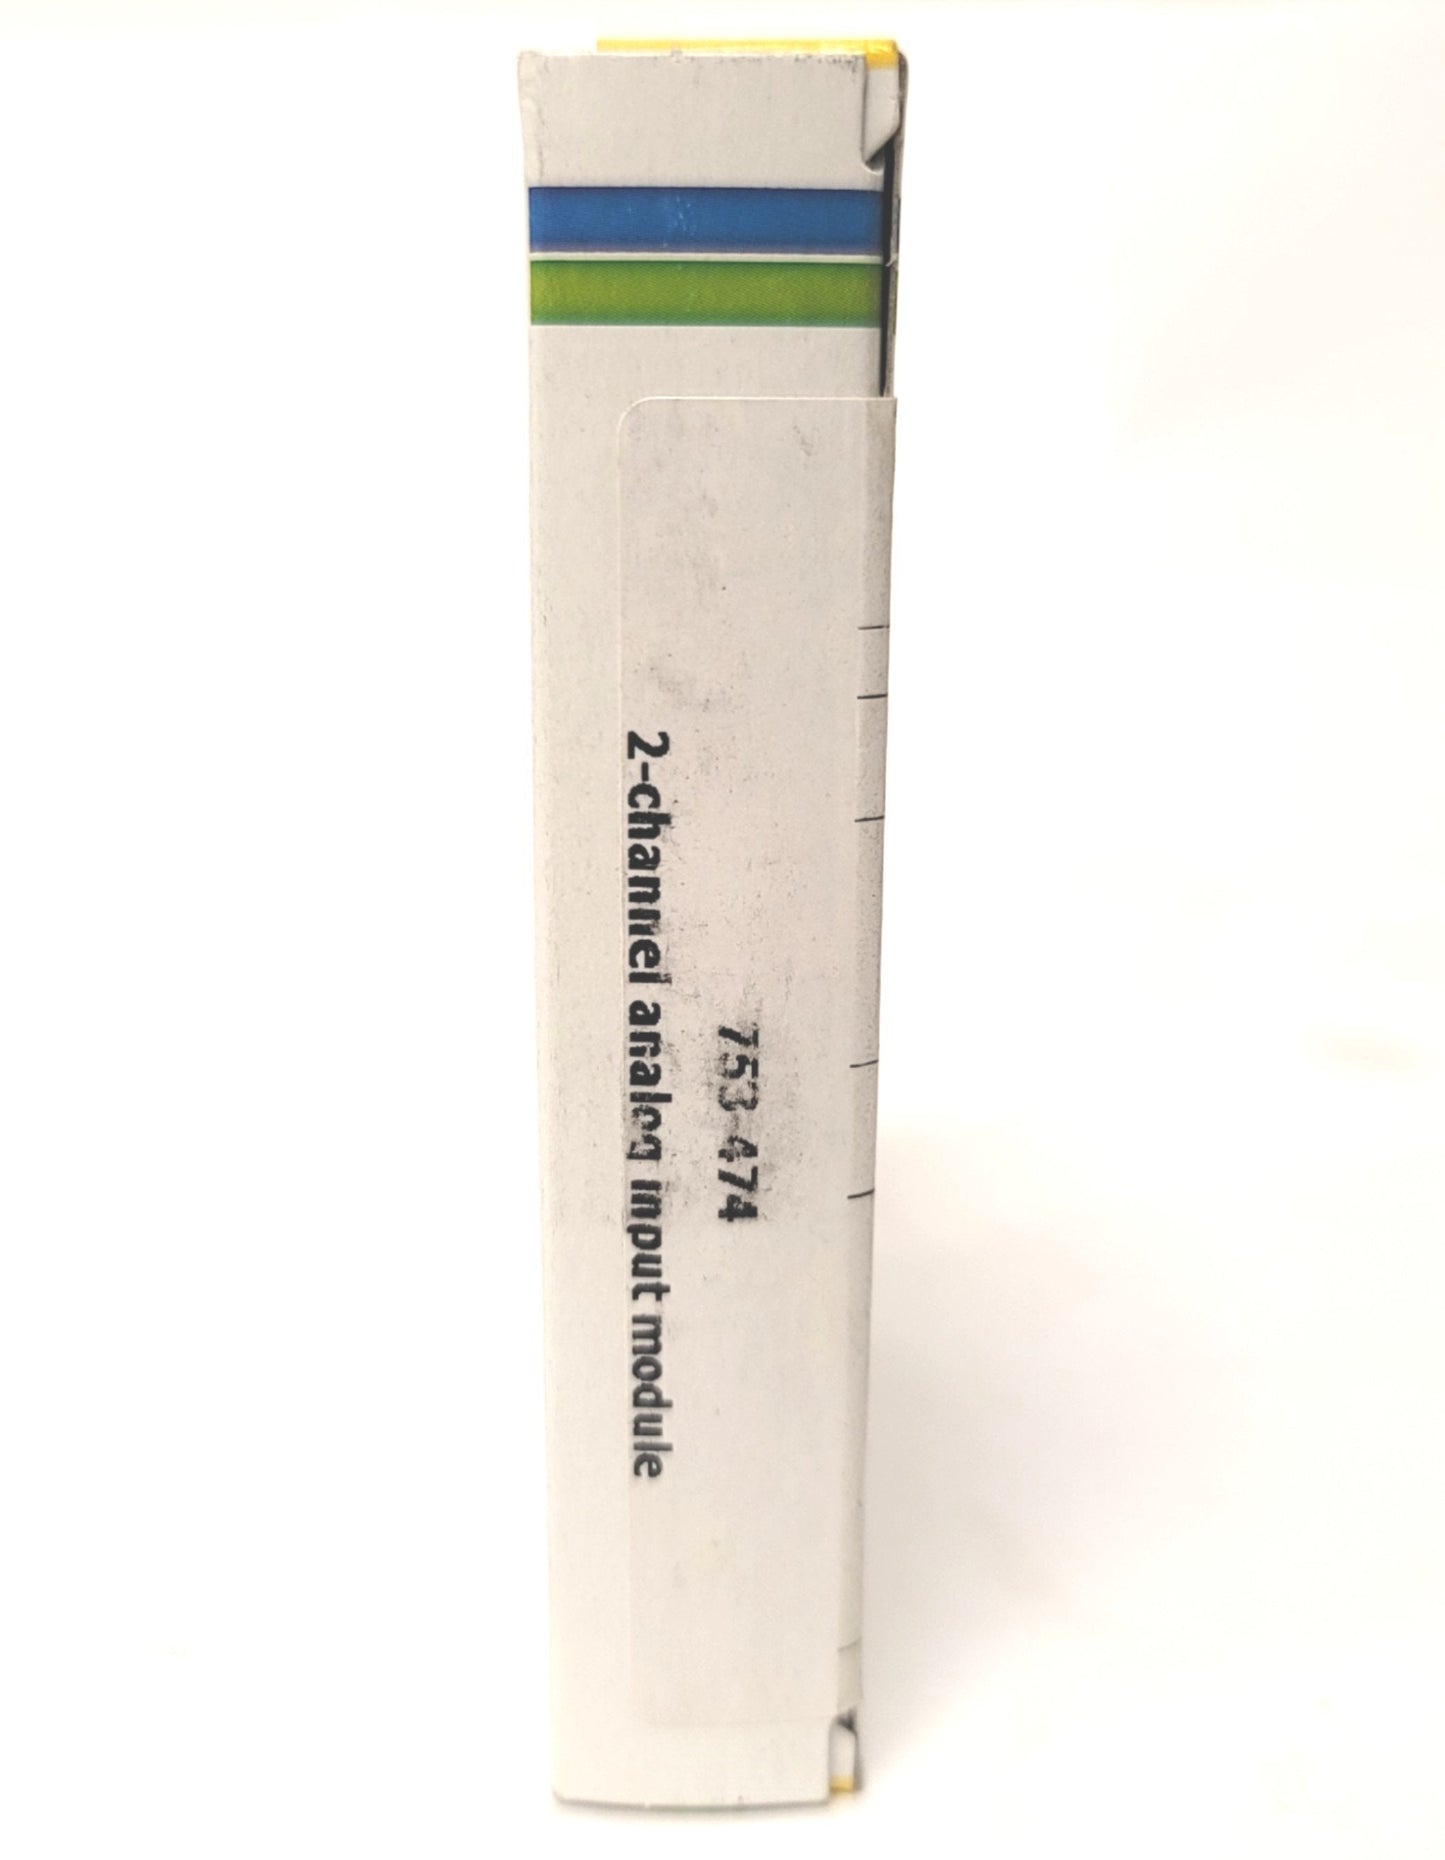 753-474
2-channel analog input module